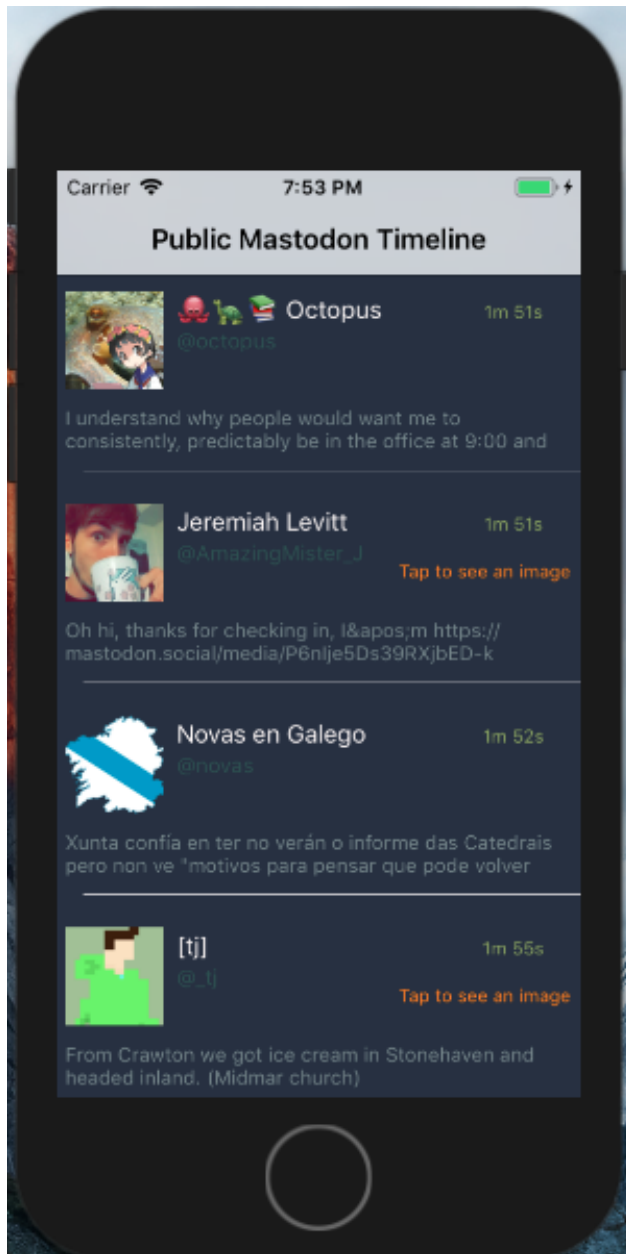 Carrier 7:53 PM
Public Mastodon Timeline
🐙🐢📚 Octopus 1m 51s
@octopus
I understand why people would want me to
consistently, predictably be in the office at 9:00 and
Jeremiah Levitt 1m 51s
@AmazingMister_J
Tap to see an image
Oh hi, thanks for checking in, I&apos;m https://
mastodon.social/media/P6nlje5Ds39RXjbED-k
Novas en Galego 1m 52s
@novas
Xunta confía en ter no verán o informe das Catedrais
pero non ve "motivos para pensar que pode volver
[tj] 1m 55s
@_tj
Tap to see an image
From Crawton we got ice cream in Stonehaven and
headed inland. (Midmar church)